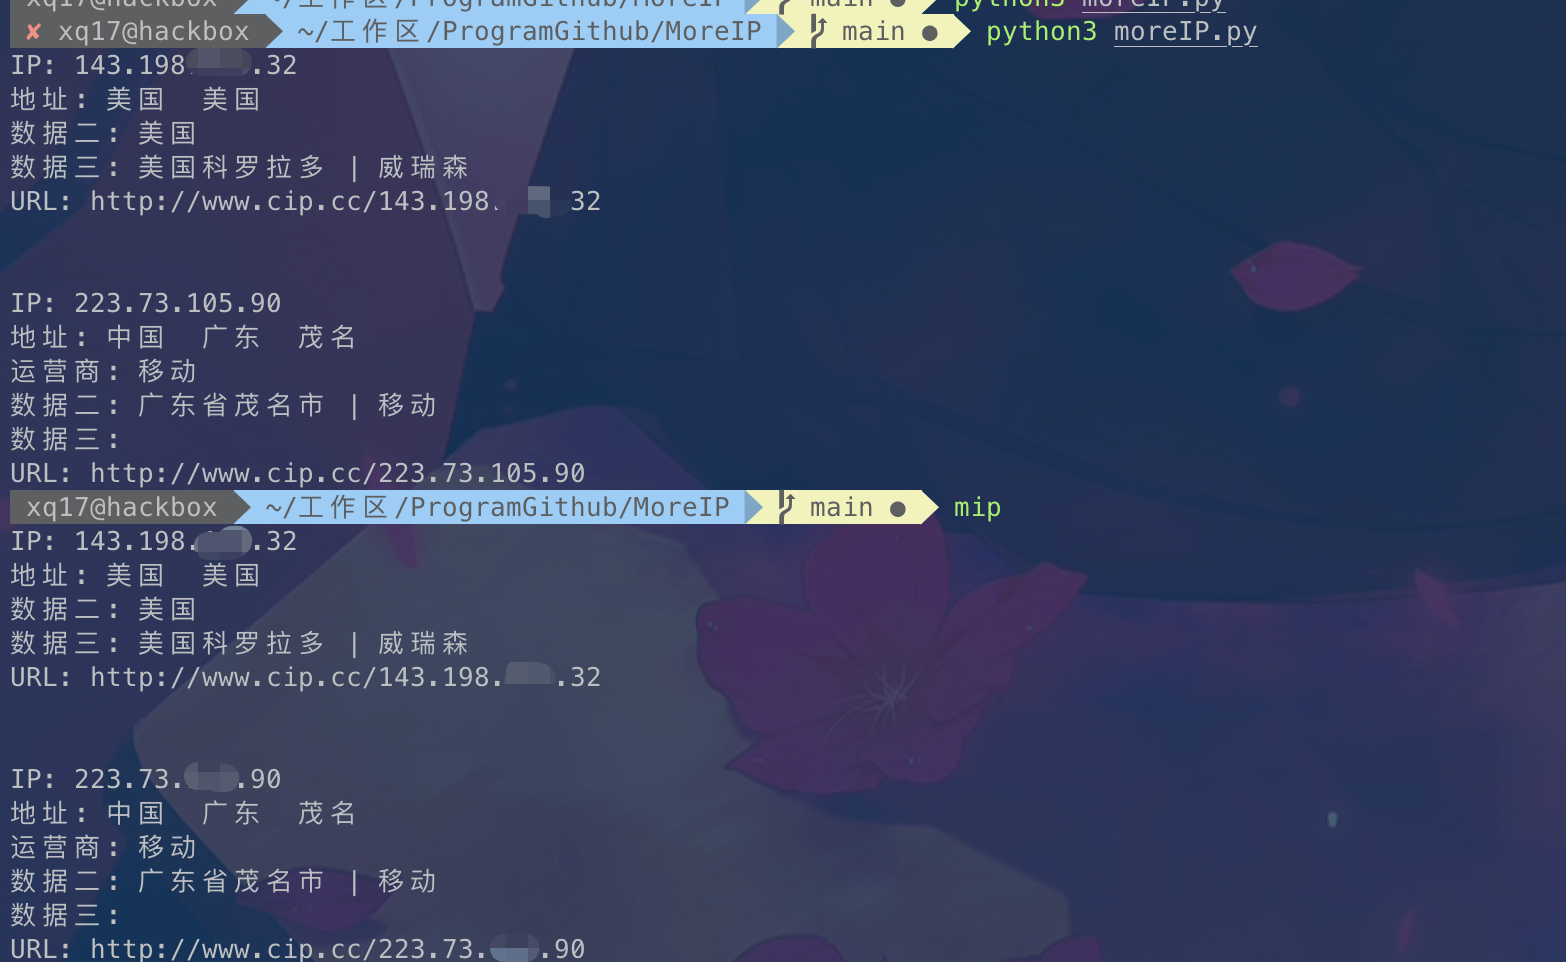 xq17@hackbox ~/工作区/ProgramGithub/MoreIP main ● python3 moreIP.py
✘ xq17@hackbox ~/工作区/ProgramGithub/MoreIP main ● python3 moreIP.py
IP: 143.198. .32
地址: 美国 美国
数据二: 美国
数据三: 美国科罗拉多 | 威瑞森
URL: http://www.cip.cc/143.198. 32
IP: 223.73.105.90
地址: 中国 广东 茂名
运营商: 移动
数据二: 广东省茂名市 | 移动
数据三:
URL: http://www.cip.cc/223.73.105.90
xq17@hackbox ~/工作区/ProgramGithub/MoreIP main ● mip
IP: 143.198. .32
地址: 美国 美国
数据二: 美国
数据三: 美国科罗拉多 | 威瑞森
URL: http://www.cip.cc/143.198. .32
IP: 223.73. .90
地址: 中国 广东 茂名
运营商: 移动
数据二: 广东省茂名市 | 移动
数据三:
URL: http://www.cip.cc/223.73. .90